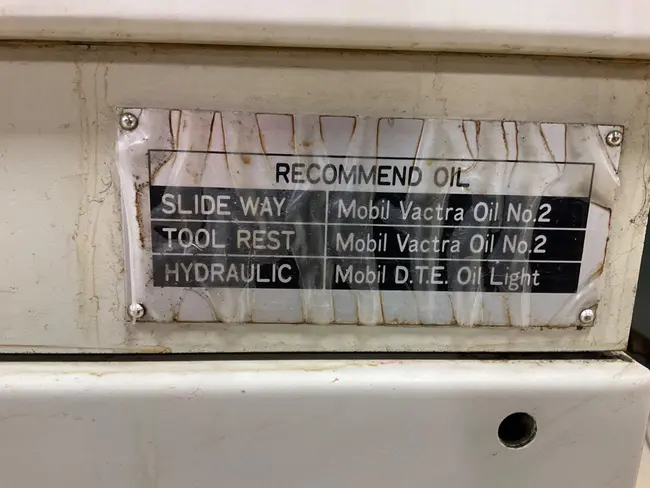 RECOMMEND OIL
SLIDE WAY Mobil Vactra Oil No.2
TOOL REST Mobil Vactra Oil No.2
HYDRAULIC Mobil D.T.E. Oil Light